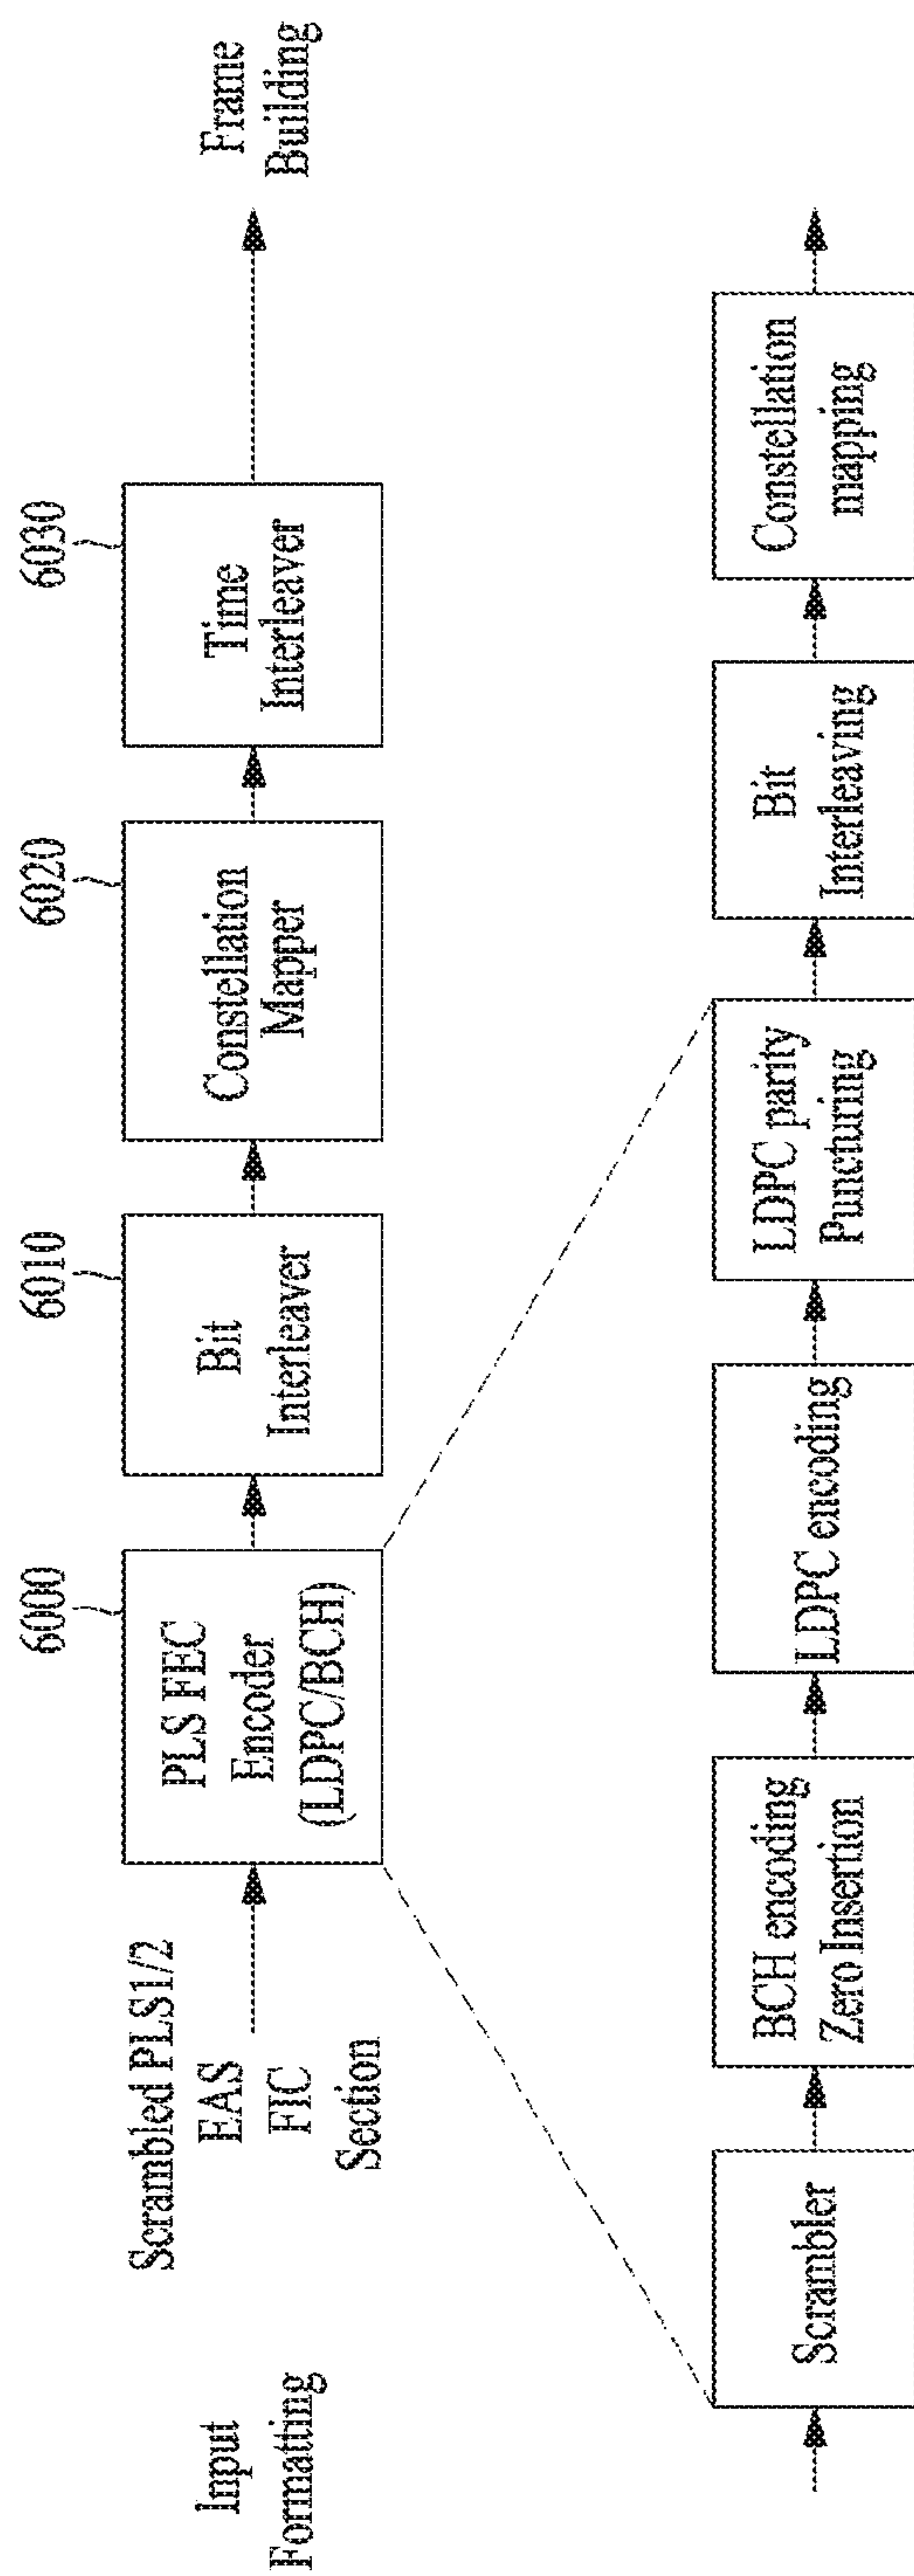 Input
Formatting
Scrambled PLS1/2
EAS
FIC
Section
6000
PLS FEC
Encoder
(LDPC/BCH)
6010
Bit
Interleaver
6020
Constellation
Mapper
6030
Time
Interleaver
Frame
Building
Scrambler
BCH encoding
Zero Insertion
LDPC encoding
LDPC parity
Puncturing
Bit
Interleaving
Constellation
mapping